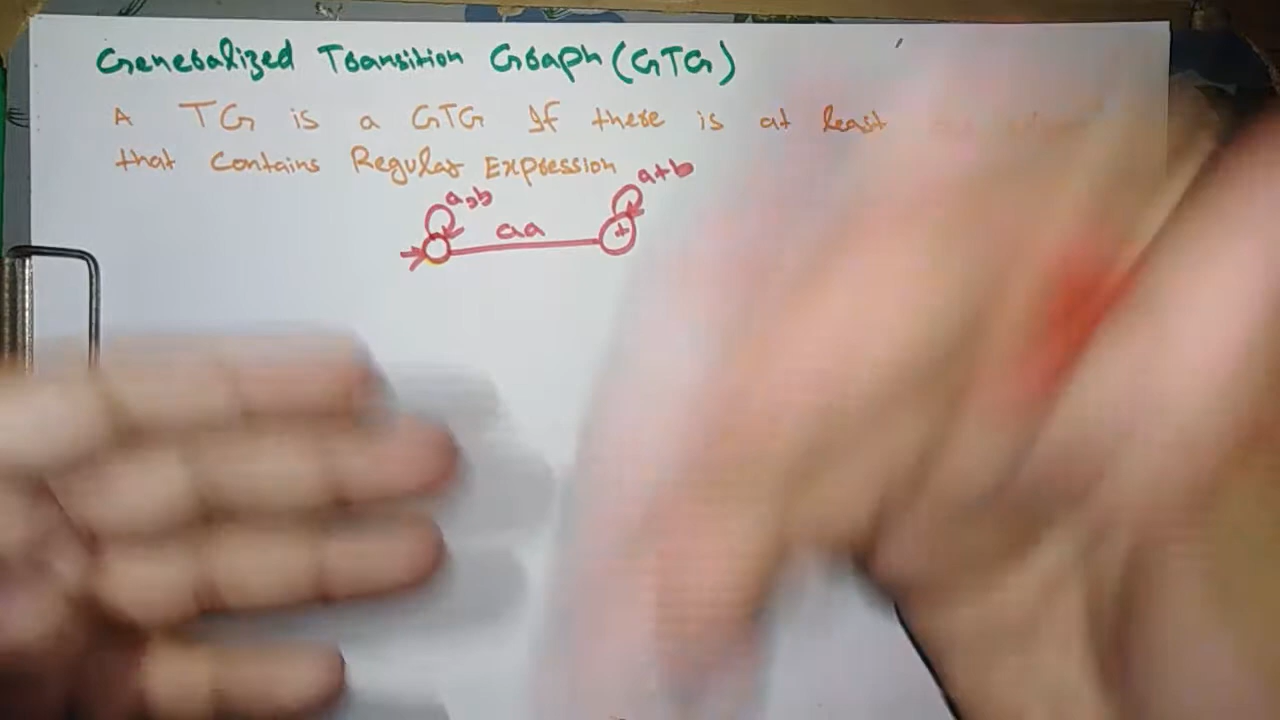 Generalized Transition Graph (GTG)
A TG is a GTG If there is at least
that Contains Regular Expression
a,b
aa
a+b
+